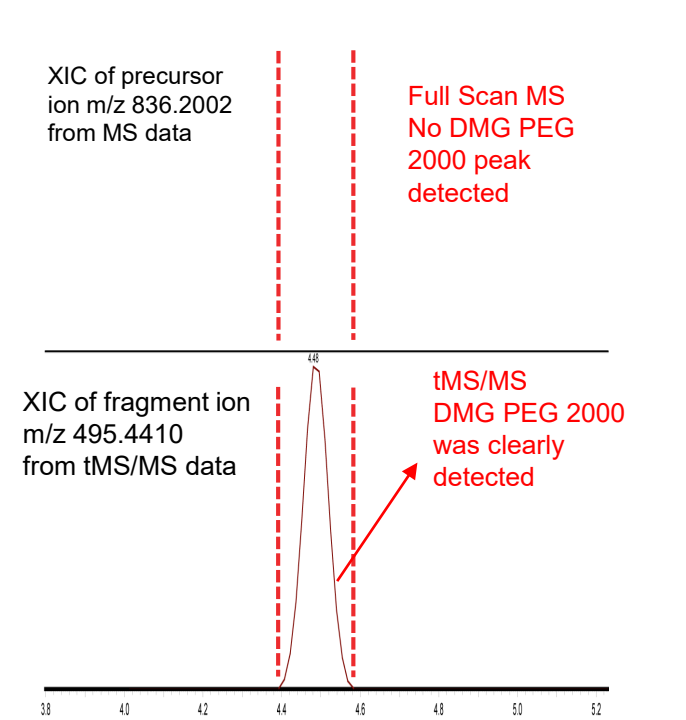 XIC of precursor
ion m/z 836.2002
from MS data
Full Scan MS
No DMG PEG
2000 peak
detected
4.48
XIC of fragment ion
m/z 495.4410
from tMS/MS data
tMS/MS
DMG PEG 2000
was clearly
detected
3.8 4.0 4.2 4.4 4.6 4.8 5.0 5.2